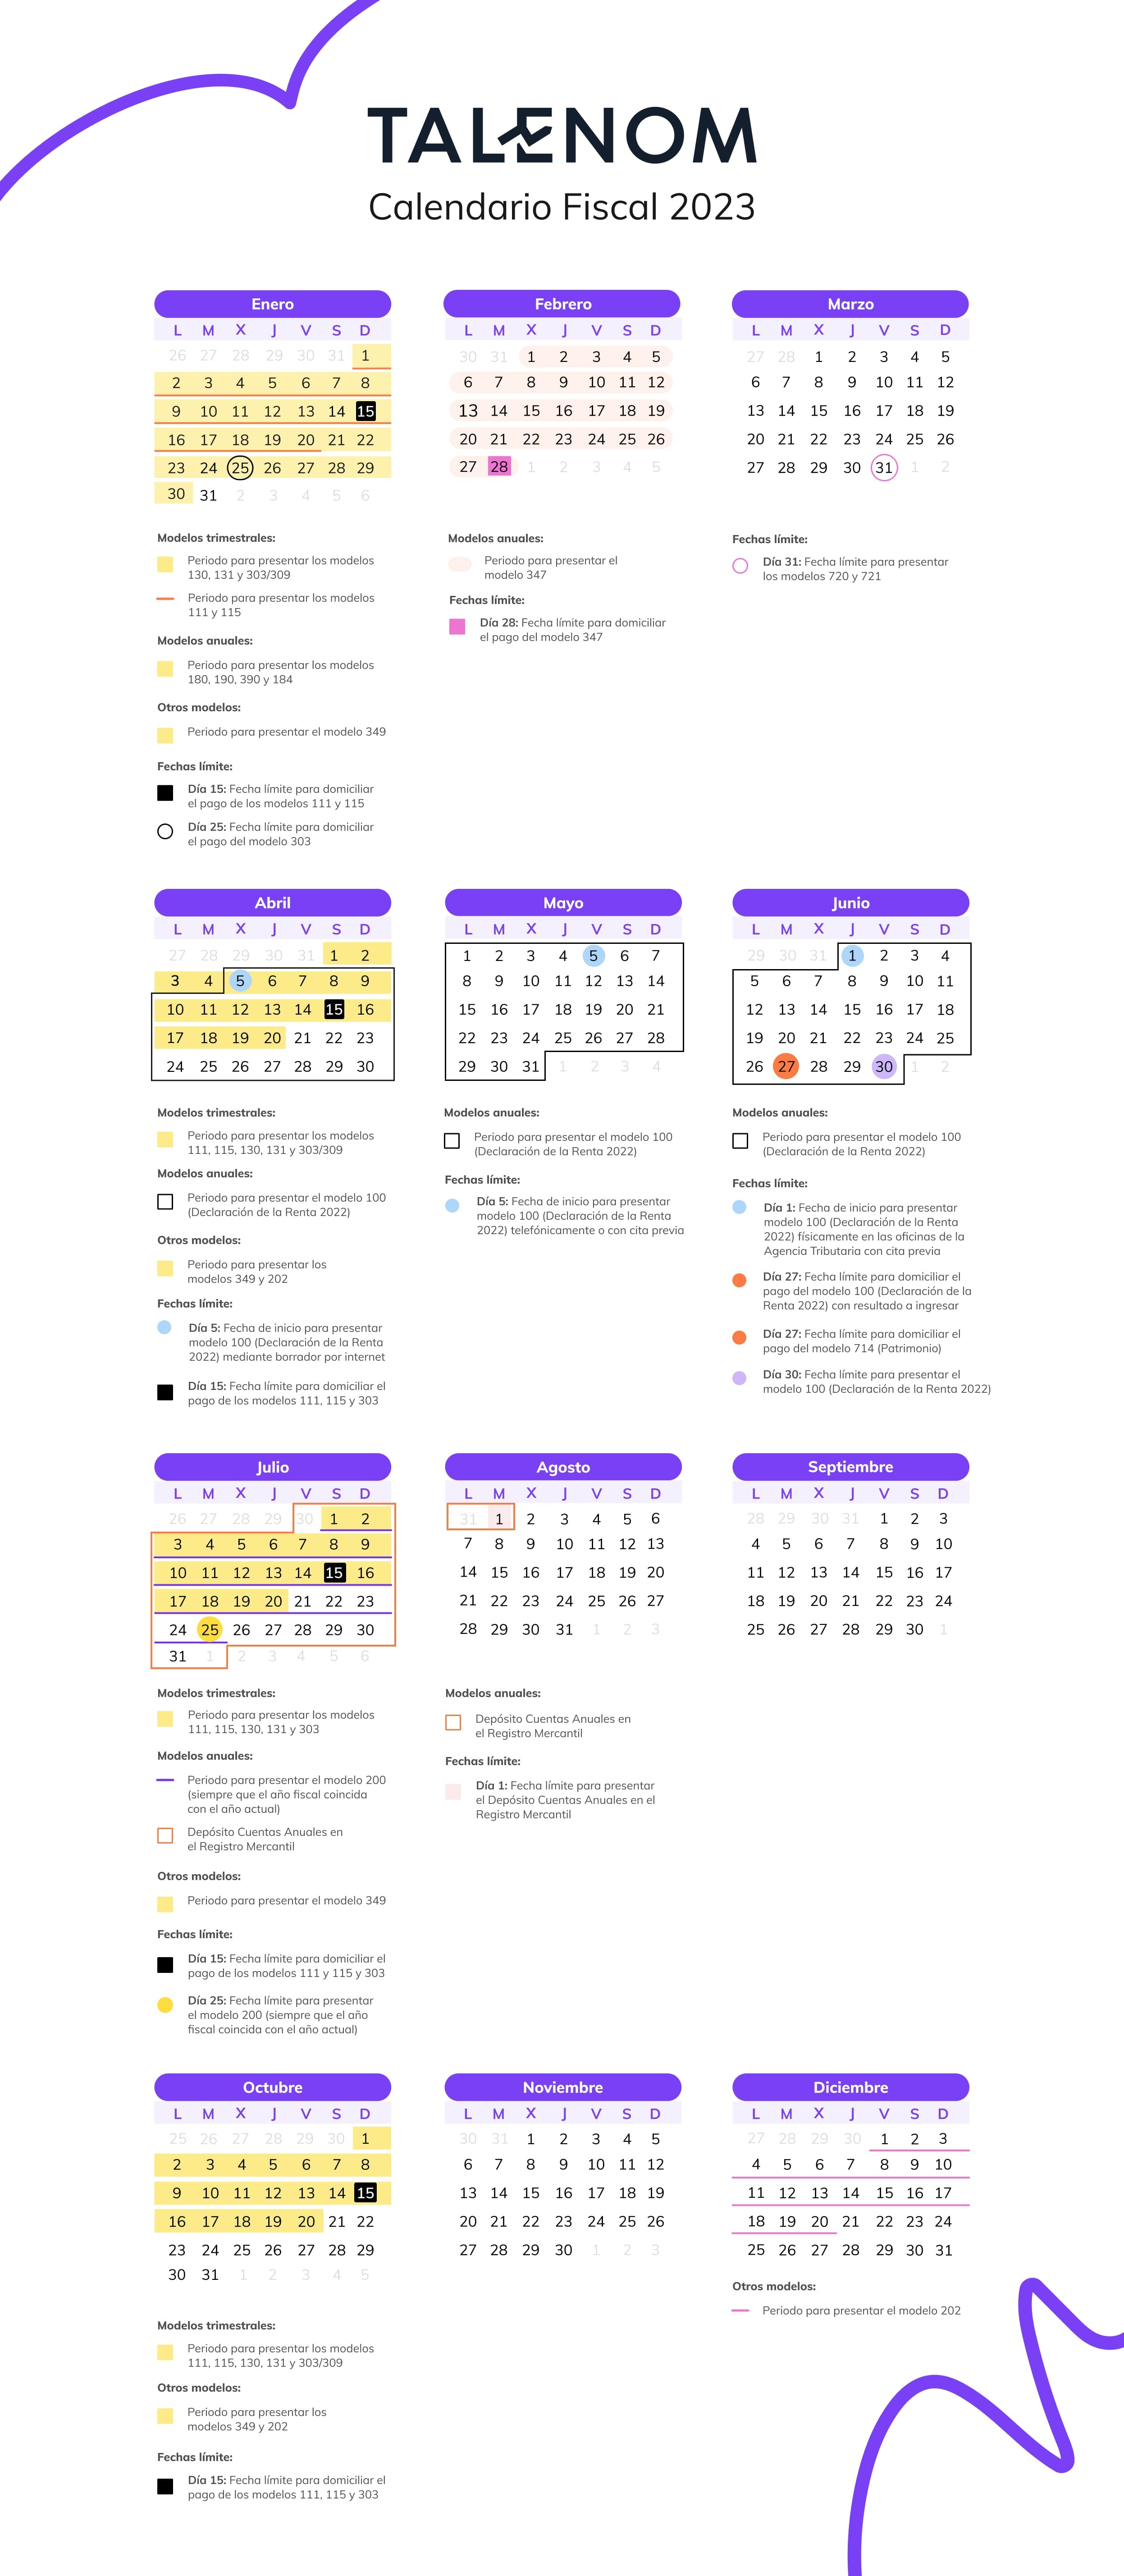 TALENOM
Calendario Fiscal 2023
Enero
L M X J V S D
26 27 28 29 30 31 1
2 3 4 5 6 7 8
9 10 11 12 13 14 15
16 17 18 19 20 21 22
23 24 25 26 27 28 29
30 31 2 3 4 5 6
Modelos trimestrales:
Periodo para presentar los modelos
130, 131 y 303/309
Periodo para presentar los modelos
111 y 115
Modelos anuales:
Periodo para presentar los modelos
180, 190, 390 y 184
Otros modelos:
Periodo para presentar el modelo 349
Fechas límite:
Día 15: Fecha límite para domiciliar
el pago de los modelos 111 y 115
Día 25: Fecha límite para domiciliar
el pago del modelo 303
Febrero
L M X J V S D
30 31 1 2 3 4 5
6 7 8 9 10 11 12
13 14 15 16 17 18 19
20 21 22 23 24 25 26
27 28 1 2 3 4 5
Modelos anuales:
Periodo para presentar el
modelo 347
Fechas límite:
Día 28: Fecha límite para domiciliar
el pago del modelo 347
Marzo
L M X J V S D
27 28 1 2 3 4 5
6 7 8 9 10 11 12
13 14 15 16 17 18 19
20 21 22 23 24 25 26
27 28 29 30 31 1 2
Fechas límite:
Día 31: Fecha límite para presentar
los modelos 720 y 721
Abril
L M X J V S D
27 28 29 30 31 1 2
3 4 5 6 7 8 9
10 11 12 13 14 15 16
17 18 19 20 21 22 23
24 25 26 27 28 29 30
Modelos trimestrales:
Periodo para presentar los modelos
111, 115, 130, 131 y 303/309
Modelos anuales:
Periodo para presentar el modelo 100
(Declaración de la Renta 2022)
Otros modelos:
Periodo para presentar los
modelos 349 y 202
Fechas límite:
Día 5: Fecha de inicio para presentar
modelo 100 (Declaración de la Renta
2022) mediante borrador por internet
Día 15: Fecha límite para domiciliar el
pago de los modelos 111, 115 y 303
Mayo
L M X J V S D
1 2 3 4 5 6 7
8 9 10 11 12 13 14
15 16 17 18 19 20 21
22 23 24 25 26 27 28
29 30 31 1 2 3 4
Modelos anuales:
Periodo para presentar el modelo 100
(Declaración de la Renta 2022)
Fechas límite:
Día 5: Fecha de inicio para presentar
modelo 100 (Declaración de la Renta
2022) telefónicamente o con cita previa
Junio
L M X J V S D
29 30 31 1 2 3 4
5 6 7 8 9 10 11
12 13 14 15 16 17 18
19 20 21 22 23 24 25
26 27 28 29 30 1 2
Modelos anuales:
Periodo para presentar el modelo 100
(Declaración de la Renta 2022)
Fechas límite:
Día 1: Fecha de inicio para presentar
modelo 100 (Declaración de la Renta
2022) físicamente en las oficinas de la
Agencia Tributaria con cita previa
Día 27: Fecha límite para domiciliar el
pago del modelo 100 (Declaración de la
Renta 2022) con resultado a ingresar
Día 27: Fecha límite para domiciliar el
pago del modelo 714 (Patrimonio)
Día 30: Fecha límite para presentar el
modelo 100 (Declaración de la Renta 2022)
Julio
L M X J V S D
26 27 28 29 30 1 2
3 4 5 6 7 8 9
10 11 12 13 14 15 16
17 18 19 20 21 22 23
24 25 26 27 28 29 30
31 1 2 3 4 5 6
Modelos trimestrales:
Periodo para presentar los modelos
111, 115, 130, 131 y 303
Modelos anuales:
Periodo para presentar el modelo 200
(siempre que el año fiscal coincida
con el año actual)
Depósito Cuentas Anuales en
el Registro Mercantil
Otros modelos:
Periodo para presentar el modelo 349
Fechas límite:
Día 15: Fecha límite para domiciliar el
pago de los modelos 111 y 115 y 303
Día 25: Fecha límite para presentar
el modelo 200 (siempre que el año
fiscal coincida con el año actual)
Agosto
L M X J V S D
31 1 2 3 4 5 6
7 8 9 10 11 12 13
14 15 16 17 18 19 20
21 22 23 24 25 26 27
28 29 30 31 1 2 3
Modelos anuales:
Depósito Cuentas Anuales en
el Registro Mercantil
Fechas límite:
Día 1: Fecha límite para presentar
el Depósito Cuentas Anuales en el
Registro Mercantil
Septiembre
L M X J V S D
28 29 30 31 1 2 3
4 5 6 7 8 9 10
11 12 13 14 15 16 17
18 19 20 21 22 23 24
25 26 27 28 29 30 1
Octubre
L M X J V S D
25 26 27 28 29 30 1
2 3 4 5 6 7 8
9 10 11 12 13 14 15
16 17 18 19 20 21 22
23 24 25 26 27 28 29
30 31 1 2 3 4 5
Modelos trimestrales:
Periodo para presentar los modelos
111, 115, 130, 131 y 303/309
Otros modelos:
Periodo para presentar los
modelos 349 y 202
Fechas límite:
Día 15: Fecha límite para domiciliar el
pago de los modelos 111, 115 y 303
Noviembre
L M X J V S D
30 31 1 2 3 4 5
6 7 8 9 10 11 12
13 14 15 16 17 18 19
20 21 22 23 24 25 26
27 28 29 30 1 2 3
Diciembre
L M X J V S D
27 28 29 30 1 2 3
4 5 6 7 8 9 10
11 12 13 14 15 16 17
18 19 20 21 22 23 24
25 26 27 28 29 30 31
Otros modelos:
Periodo para presentar el modelo 202